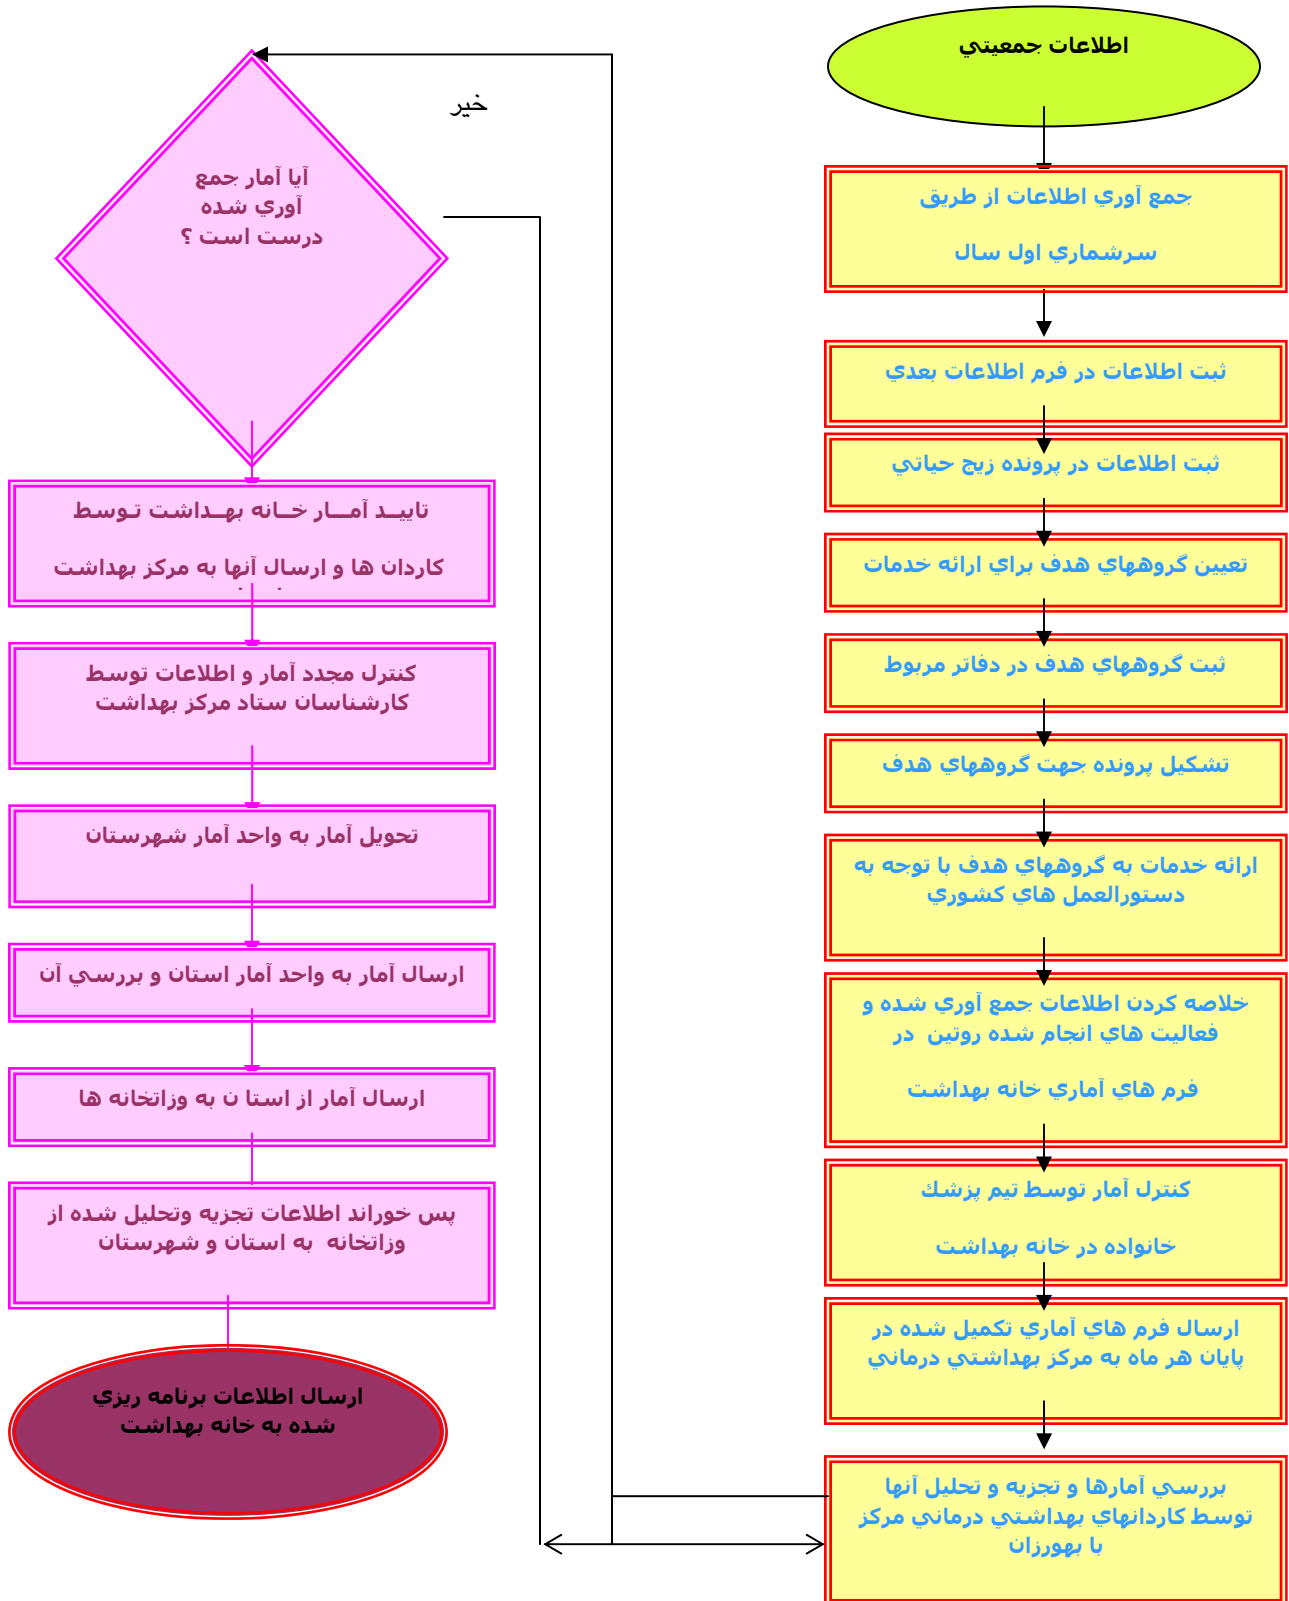 اطلاعات جمعيتي
جمع آوري اطلاعات از طريق
سرشماري اول سال
ثبت اطلاعات در فرم اطلاعات بعدي
ثبت اطلاعات در پرونده زيج حياتي
تعيين گروههاي هدف براي ارائه خدمات
ثبت گروههاي هدف در دفاتر مربوط
تشكيل پرونده جهت گروههاي هدف
ارائه خدمات به گروههاي هدف با توجه به
دستورالعمل هاي كشوري
خلاصه كردن اطلاعات جمع آوري شده و
فعاليت هاي انجام شده روتين در
فرم هاي آماري خانه بهداشت
كنترل آمار توسط تيم پزشك
خانواده در خانه بهداشت
ارسال فرم هاي آماري تكميل شده در
پايان هر ماه به مركز بهداشتي درماني
بررسي آمارها و تجزيه و تحليل آنها
توسط كاردانهاي بهداشتي درماني مركز
با بهورزان
خير
آيا آمار جمع
آوري شده
درست است ؟
تاييد آمار خانه بهداشت توسط
كاردان ها و ارسال آنها به مركز بهداشت
كنترل مجدد آمار و اطلاعات توسط
كارشناسان ستاد مركز بهداشت
تحويل آمار به واحد آمار شهرستان
ارسال آمار به واحد آمار استان و بررسي آن
ارسال آمار از استا ن به وزاتخانه ها
پس خوراند اطلاعات تجزيه وتحليل شده از
وزاتخانه به استان و شهرستان
ارسال اطلاعات برنامه ريزي
شده به خانه بهداشت